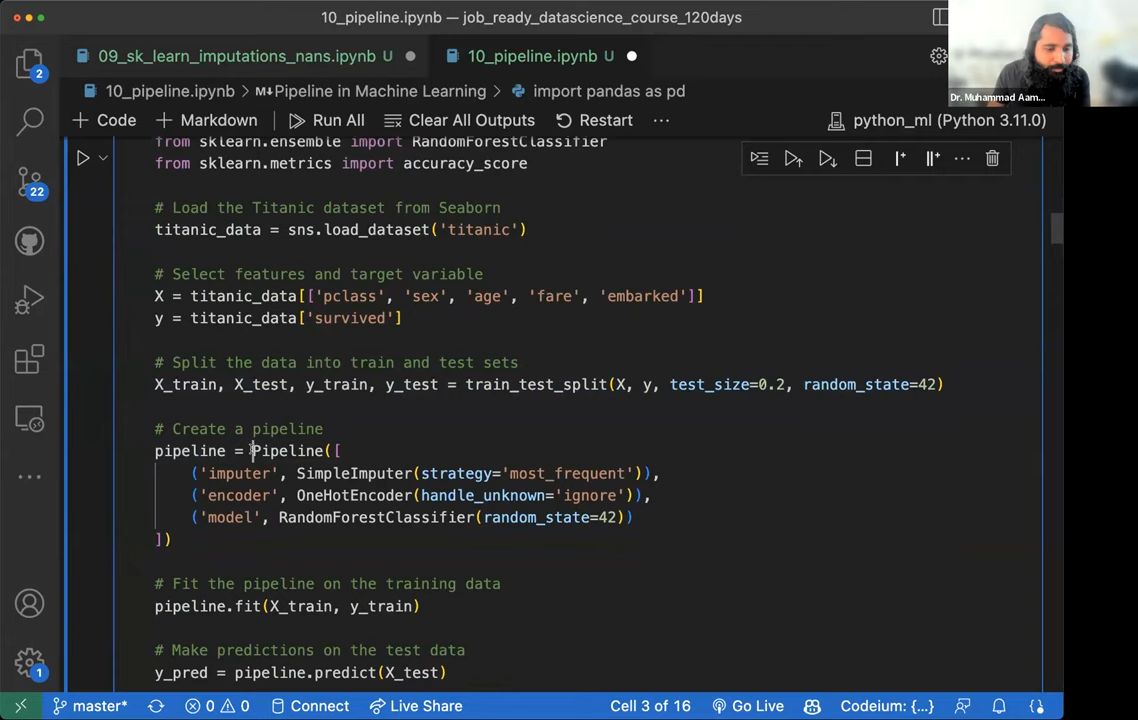 10_pipeline.ipynb — job_ready_datascience_course_120days
09_sk_learn_imputations_nans.ipynb U
10_pipeline.ipynb U
10_pipeline.ipynb > M↓Pipeline in Machine Learning > import pandas as pd
+ Code + Markdown Run All Clear All Outputs Restart ··· python_ml (Python 3.11.0)
Dr. Muhammad Aam...
from sklearn.ensemble import RandomForestClassifier
from sklearn.metrics import accuracy_score
# Load the Titanic dataset from Seaborn
titanic_data = sns.load_dataset('titanic')
# Select features and target variable
X = titanic_data[['pclass', 'sex', 'age', 'fare', 'embarked']]
y = titanic_data['survived']
# Split the data into train and test sets
X_train, X_test, y_train, y_test = train_test_split(X, y, test_size=0.2, random_state=42)
# Create a pipeline
pipeline = Pipeline([
('imputer', SimpleImputer(strategy='most_frequent')),
('encoder', OneHotEncoder(handle_unknown='ignore')),
('model', RandomForestClassifier(random_state=42))
])
# Fit the pipeline on the training data
pipeline.fit(X_train, y_train)
# Make predictions on the test data
y_pred = pipeline.predict(X_test)
2
22
1
master* 0 0 Connect Live Share Cell 3 of 16 Go Live Codeium: {...}